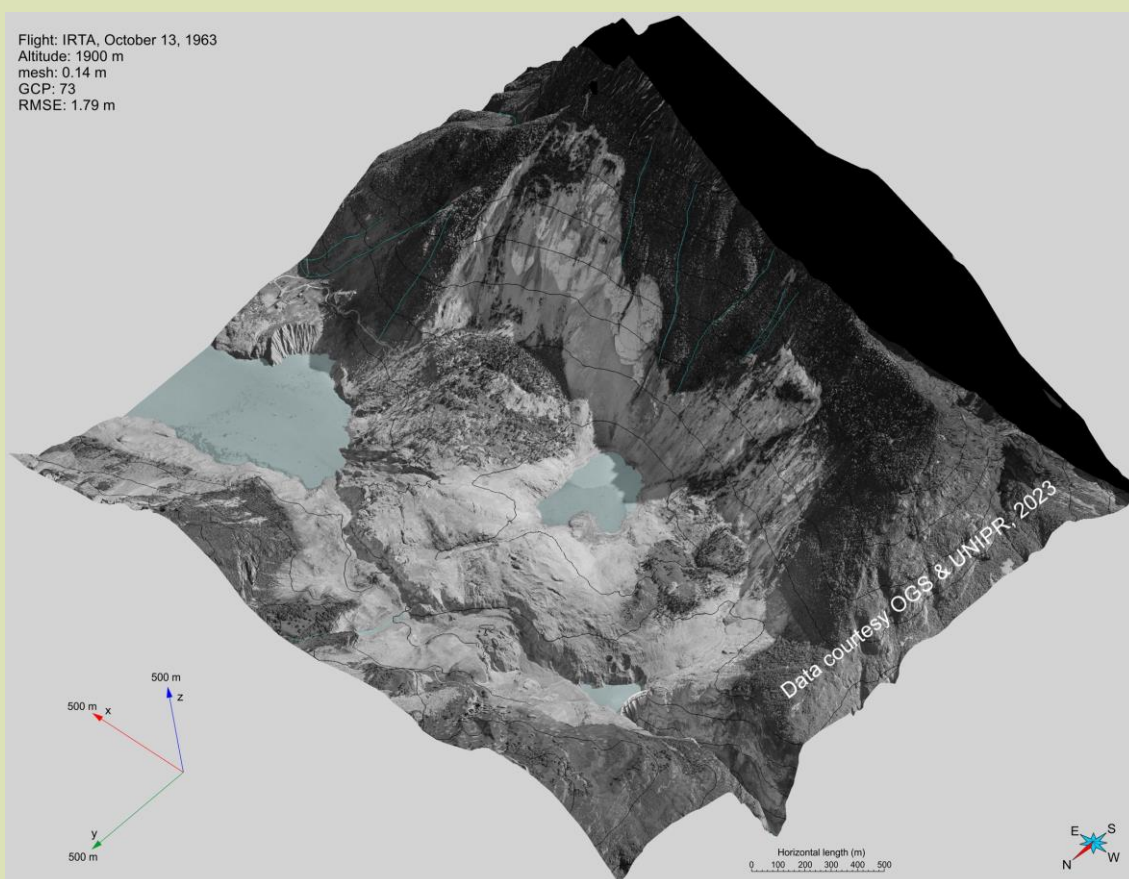 Flight: IRTA, October 13, 1963
Altitude: 1900 m
mesh: 0.14 m
GCP: 73
RMSE: 1.79 m
Data courtesy OGS & UNIPR, 2023
500 m
z
500 m
x
y
500 m
Horizontal length (m)
0 100 200 300 400 500
E S
N W